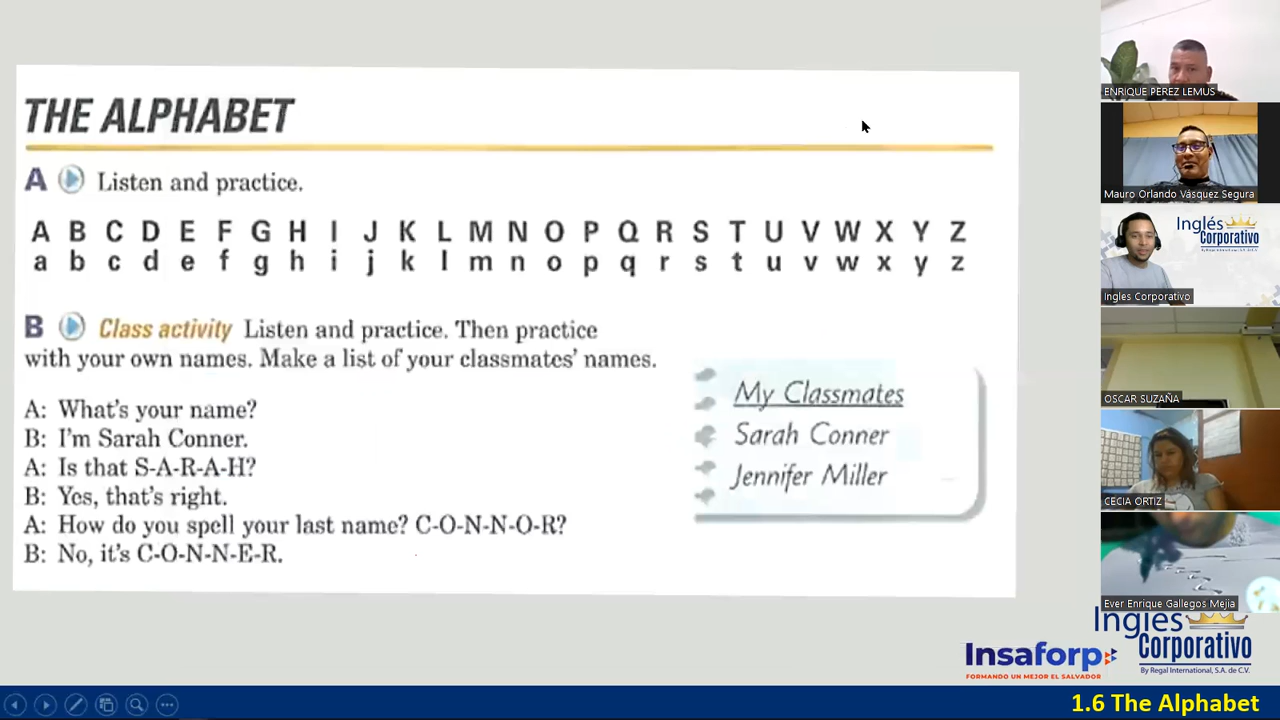 THE ALPHABET
A Listen and practice.
A B C D E F G H I J K L M N O P Q R S T U V W X Y Z
a b c d e f g h i j k l m n o p q r s t u v w x y z
B Class activity Listen and practice. Then practice
with your own names. Make a list of your classmates' names.
A: What's your name?
B: I'm Sarah Conner.
A: Is that S-A-R-A-H?
B: Yes, that's right.
A: How do you spell your last name? C-O-N-N-O-R?
B: No, it's C-O-N-N-E-R.
My Classmates
Sarah Conner
Jennifer Miller
ENRIQUE PEREZ LEMUS
Mauro Orlando Vásquez Segura
Inglés
Corporativo
By Regal International, S.A. de C.V.
Ingles Corporativo
OSCAR SUZAÑA
CECIA ORTIZ
Ever Enrique Gallegos Mejia
Inglés
Corporativo
By Regal International, S.A. de C.V.
Insaforp
FORMANDO UN MEJOR EL SALVADOR
1.6 The Alphabet